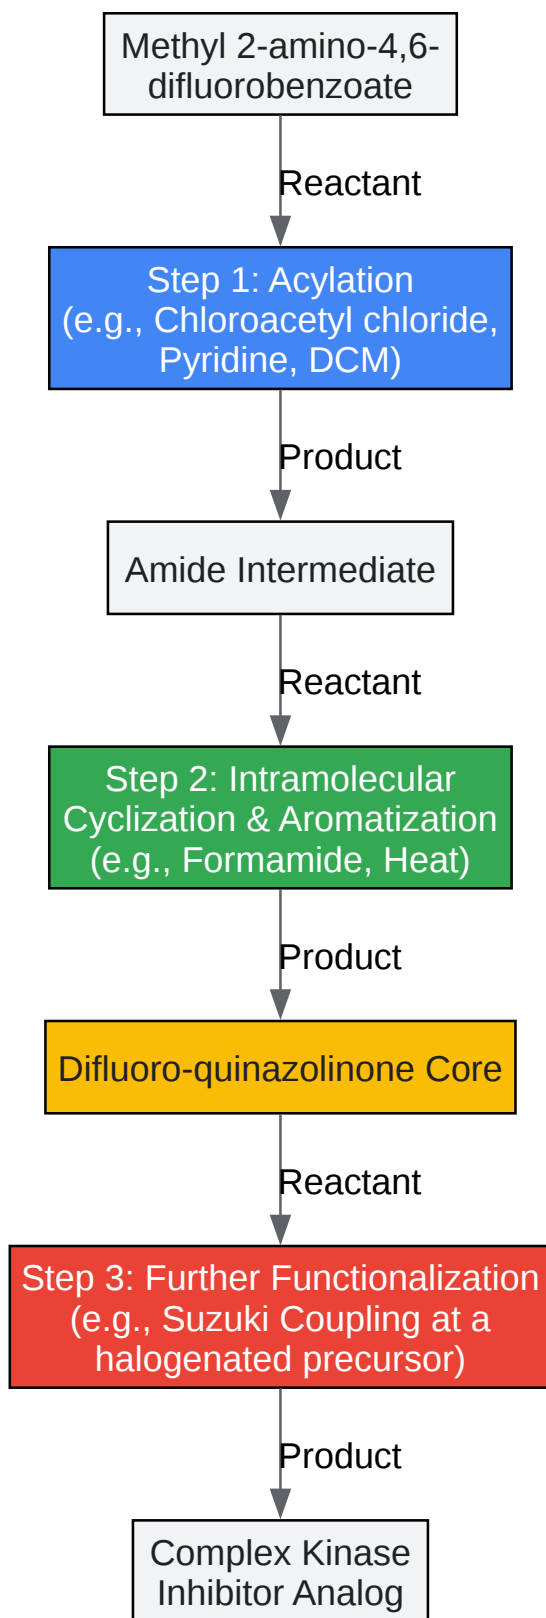 Methyl 2-amino-4,6-
difluorobenzoate
Reactant
Step 1: Acylation
(e.g., Chloroacetyl chloride,
Pyridine, DCM)
Product
Amide Intermediate
Reactant
Step 2: Intramolecular
Cyclization & Aromatization
(e.g., Formamide, Heat)
Product
Difluoro-quinazolinone Core
Reactant
Step 3: Further Functionalization
(e.g., Suzuki Coupling at a
halogenated precursor)
Product
Complex Kinase
Inhibitor Analog